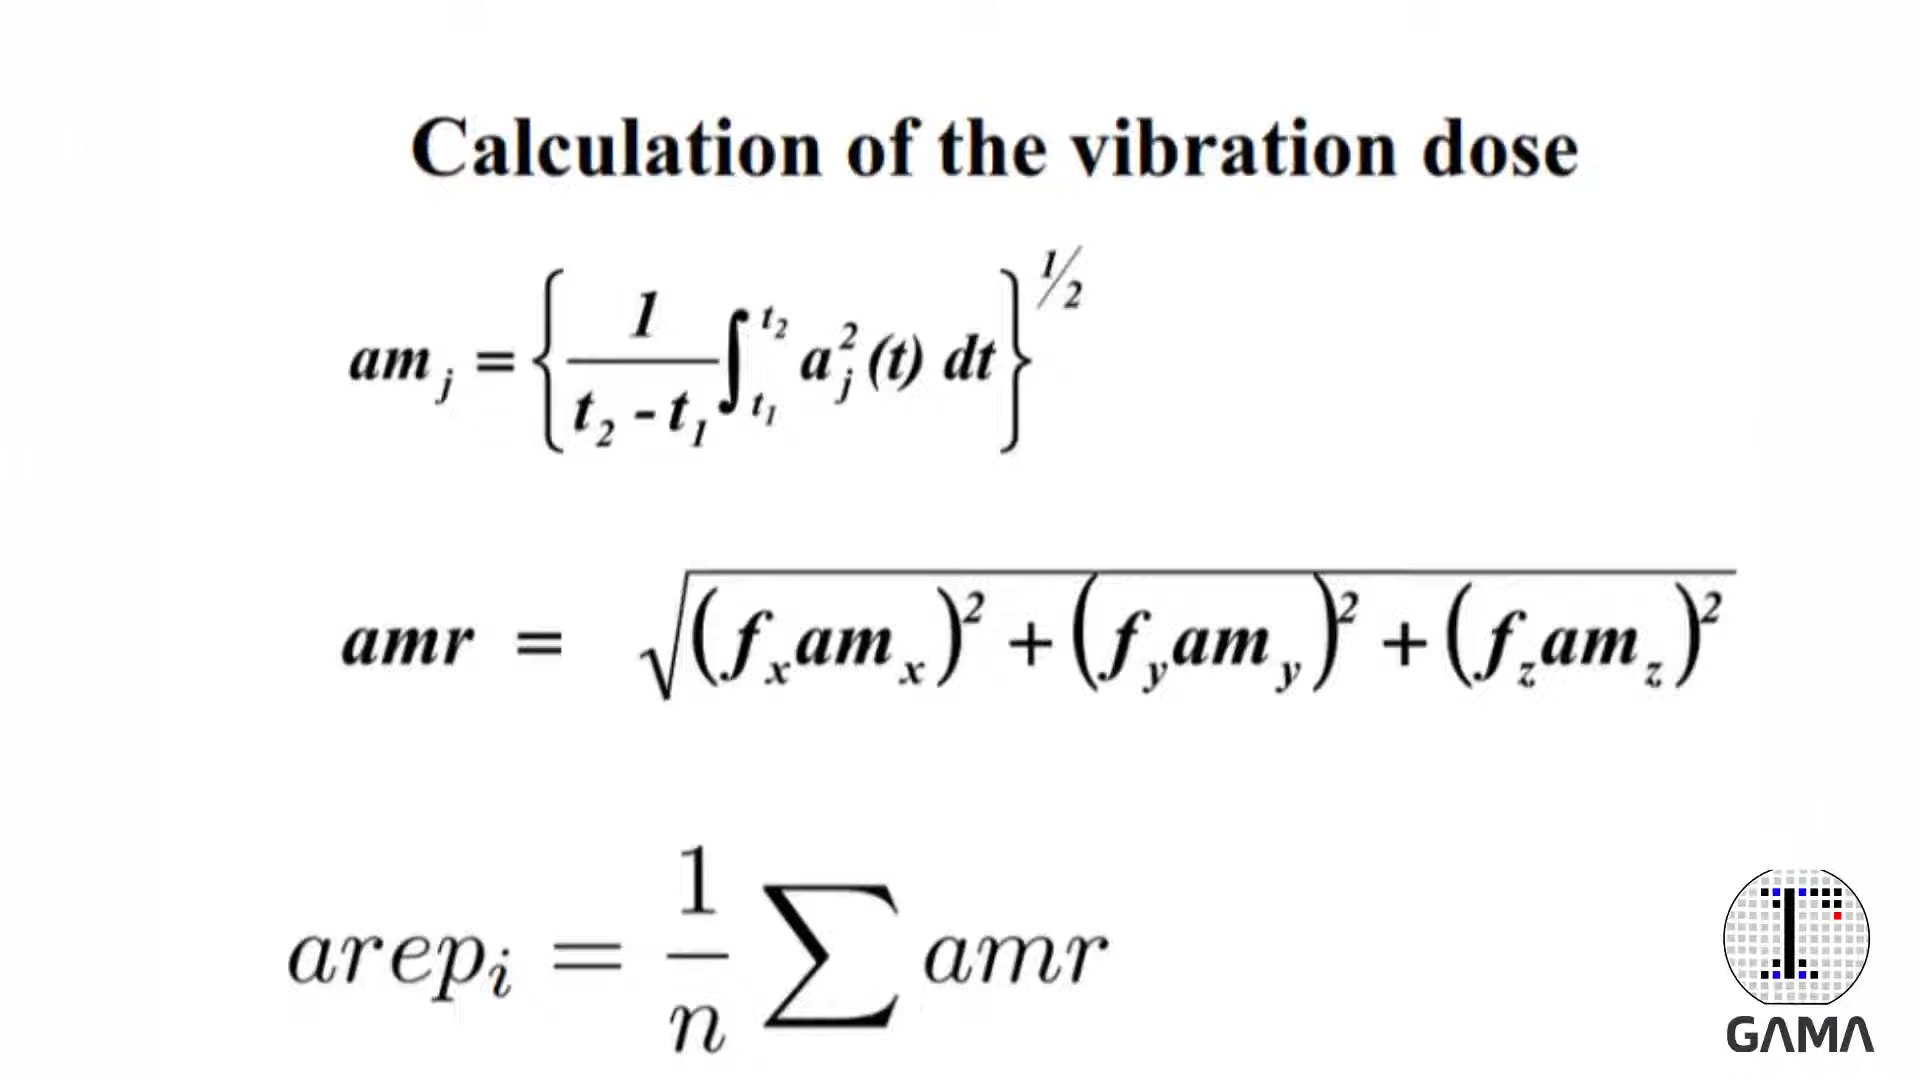 Calculation of the vibration dose
am_j = { 1/(t_2 - t_1) ∫_{t_1}^{t_2} a_j^2 (t) dt }^{1/2}
amr = √((f_x am_x)^2 + (f_y am_y)^2 + (f_z am_z)^2)
arep_i = 1/n ∑ amr
GAMA